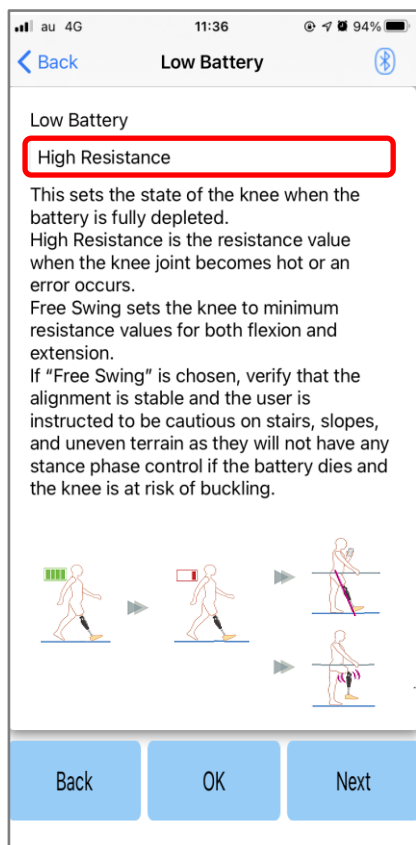 au 4G 11:36 94%
Back Low Battery
Low Battery
High Resistance
This sets the state of the knee when the
battery is fully depleted.
High Resistance is the resistance value
when the knee joint becomes hot or an
error occurs.
Free Swing sets the knee to minimum
resistance values for both flexion and
extension.
If “Free Swing” is chosen, verify that the
alignment is stable and the user is
instructed to be cautious on stairs, slopes,
and uneven terrain as they will not have any
stance phase control if the battery dies and
the knee is at risk of buckling.
Back OK Next